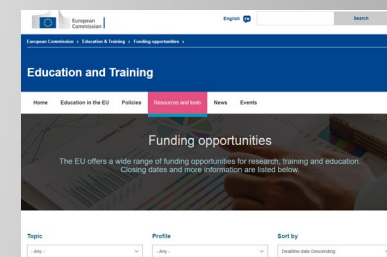 European
Commission
English EN
Search
European Commission > Education & Training > Funding opportunities >
Education and Training
Home Education in the EU Policies Resources and tools News Events
Funding opportunities
The EU offers a wide range of funding opportunities for research, training and education.
Closing dates and more information are listed below.
Topic Profile Sort by
- Any - - Any - Deadline date Descending